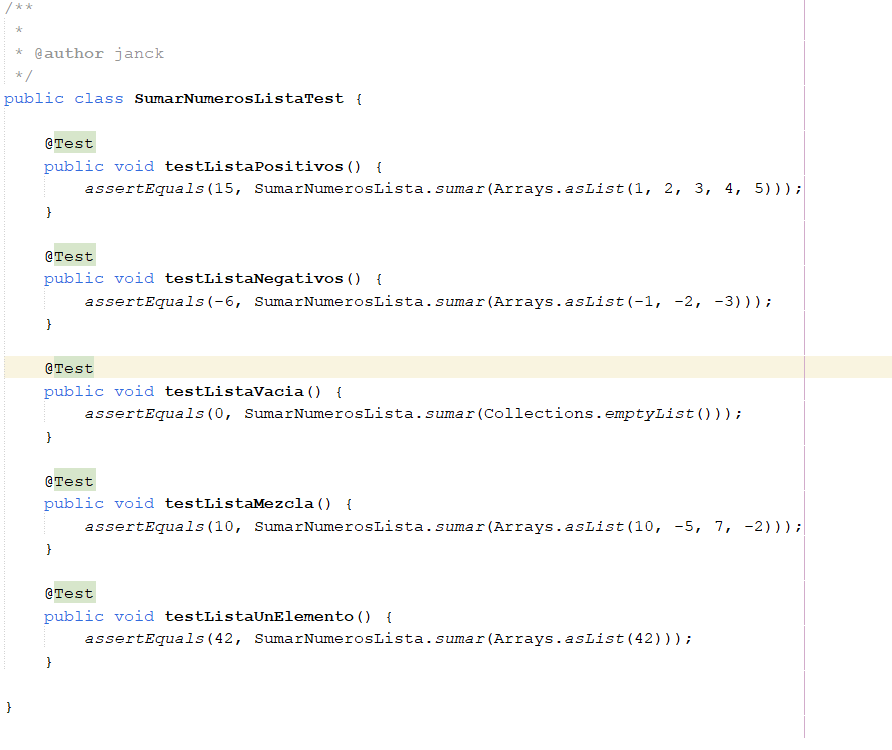 /**
 *
 * @author janck
 */
public class SumarNumerosListaTest {
    @Test
    public void testListaPositivos() {
        assertEquals(15, SumarNumerosLista.sumar(Arrays.asList(1, 2, 3, 4, 5)));
    }
    @Test
    public void testListaNegativos() {
        assertEquals(-6, SumarNumerosLista.sumar(Arrays.asList(-1, -2, -3)));
    }
    @Test
    public void testListaVacia() {
        assertEquals(0, SumarNumerosLista.sumar(Collections.emptyList()));
    }
    @Test
    public void testListaMezcla() {
        assertEquals(10, SumarNumerosLista.sumar(Arrays.asList(10, -5, 7, -2)));
    }
    @Test
    public void testListaUnElemento() {
        assertEquals(42, SumarNumerosLista.sumar(Arrays.asList(42)));
    }
}